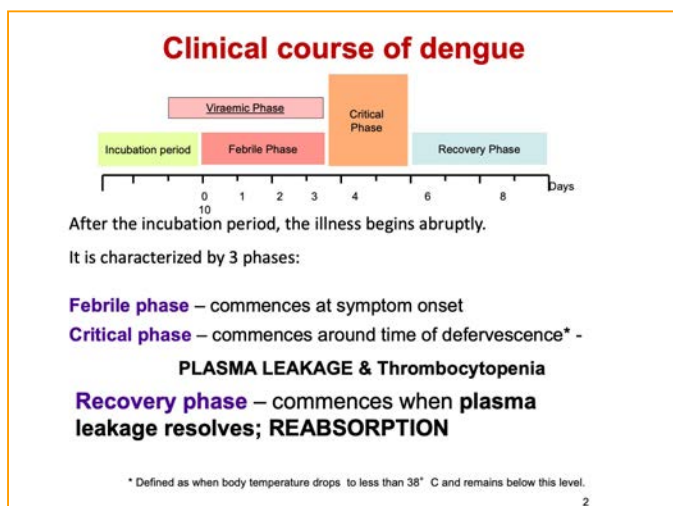 Clinical course of dengue
Viraemic Phase
Critical
Phase
Incubation period
Febrile Phase
Recovery Phase
Days
0 1 2 3 4 6 8
10
After the incubation period, the illness begins abruptly.
It is characterized by 3 phases:
Febrile phase – commences at symptom onset
Critical phase – commences around time of defervescence* -
PLASMA LEAKAGE & Thrombocytopenia
Recovery phase – commences when plasma
leakage resolves; REABSORPTION
* Defined as when body temperature drops to less than 38° C and remains below this level.
2